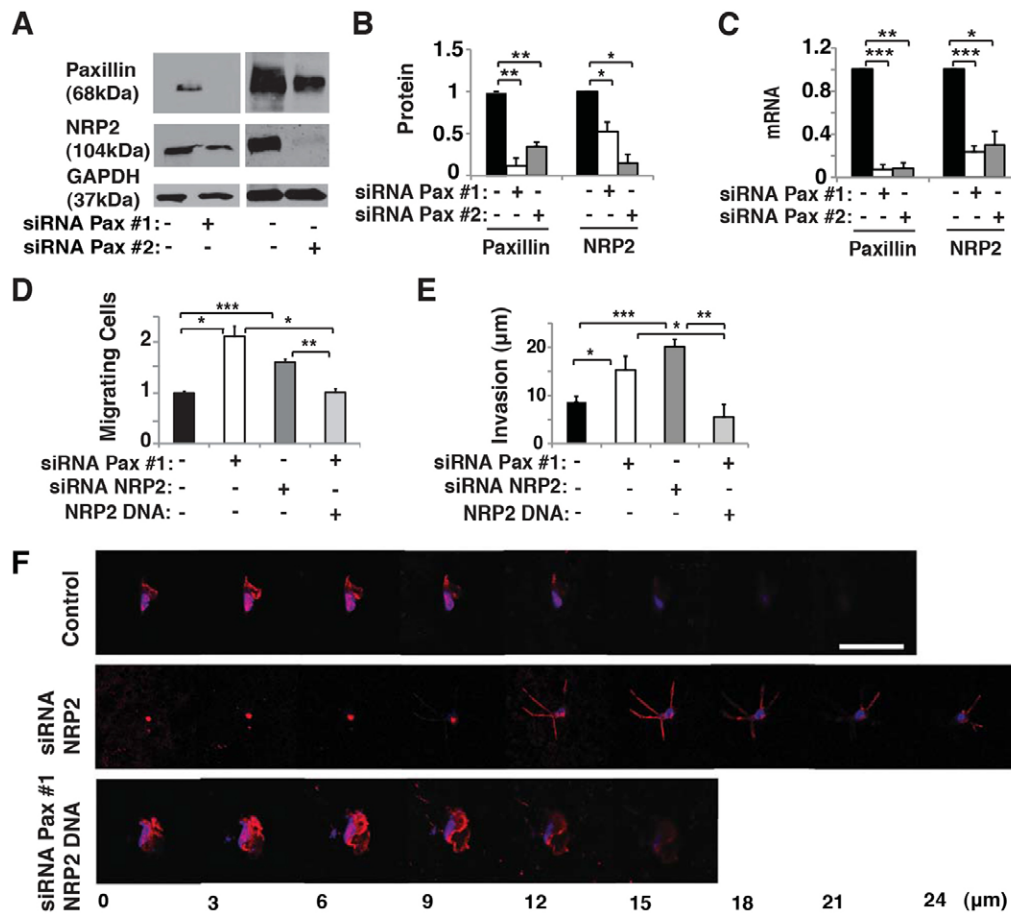 A
Paxillin
(68kDa)
NRP2
(104kDa)
GAPDH
(37kDa)
siRNA Pax #1: - + - -
siRNA Pax #2: - - - +
B
Protein
1
0.5
0
** **
* *
siRNA Pax #1: - + - - + -
siRNA Pax #2: - - + - - +
Paxillin NRP2
C
mRNA
1.2
0.8
0.4
0
** ***
* ***
siRNA Pax #1: - + - - + -
siRNA Pax #2: - - + - - +
Paxillin NRP2
D
Migrating Cells
2
1
0
*** * * **
siRNA Pax #1: - + - +
siRNA NRP2: - - + -
NRP2 DNA: - - - +
E
Invasion (µm)
20
10
0
*** ** * *
siRNA Pax #1: - + - +
siRNA NRP2: - - + -
NRP2 DNA: - - - +
F
Control
siRNA
NRP2
siRNA Pax #1
NRP2 DNA
0 3 6 9 12 15 18 21 24 (µm)